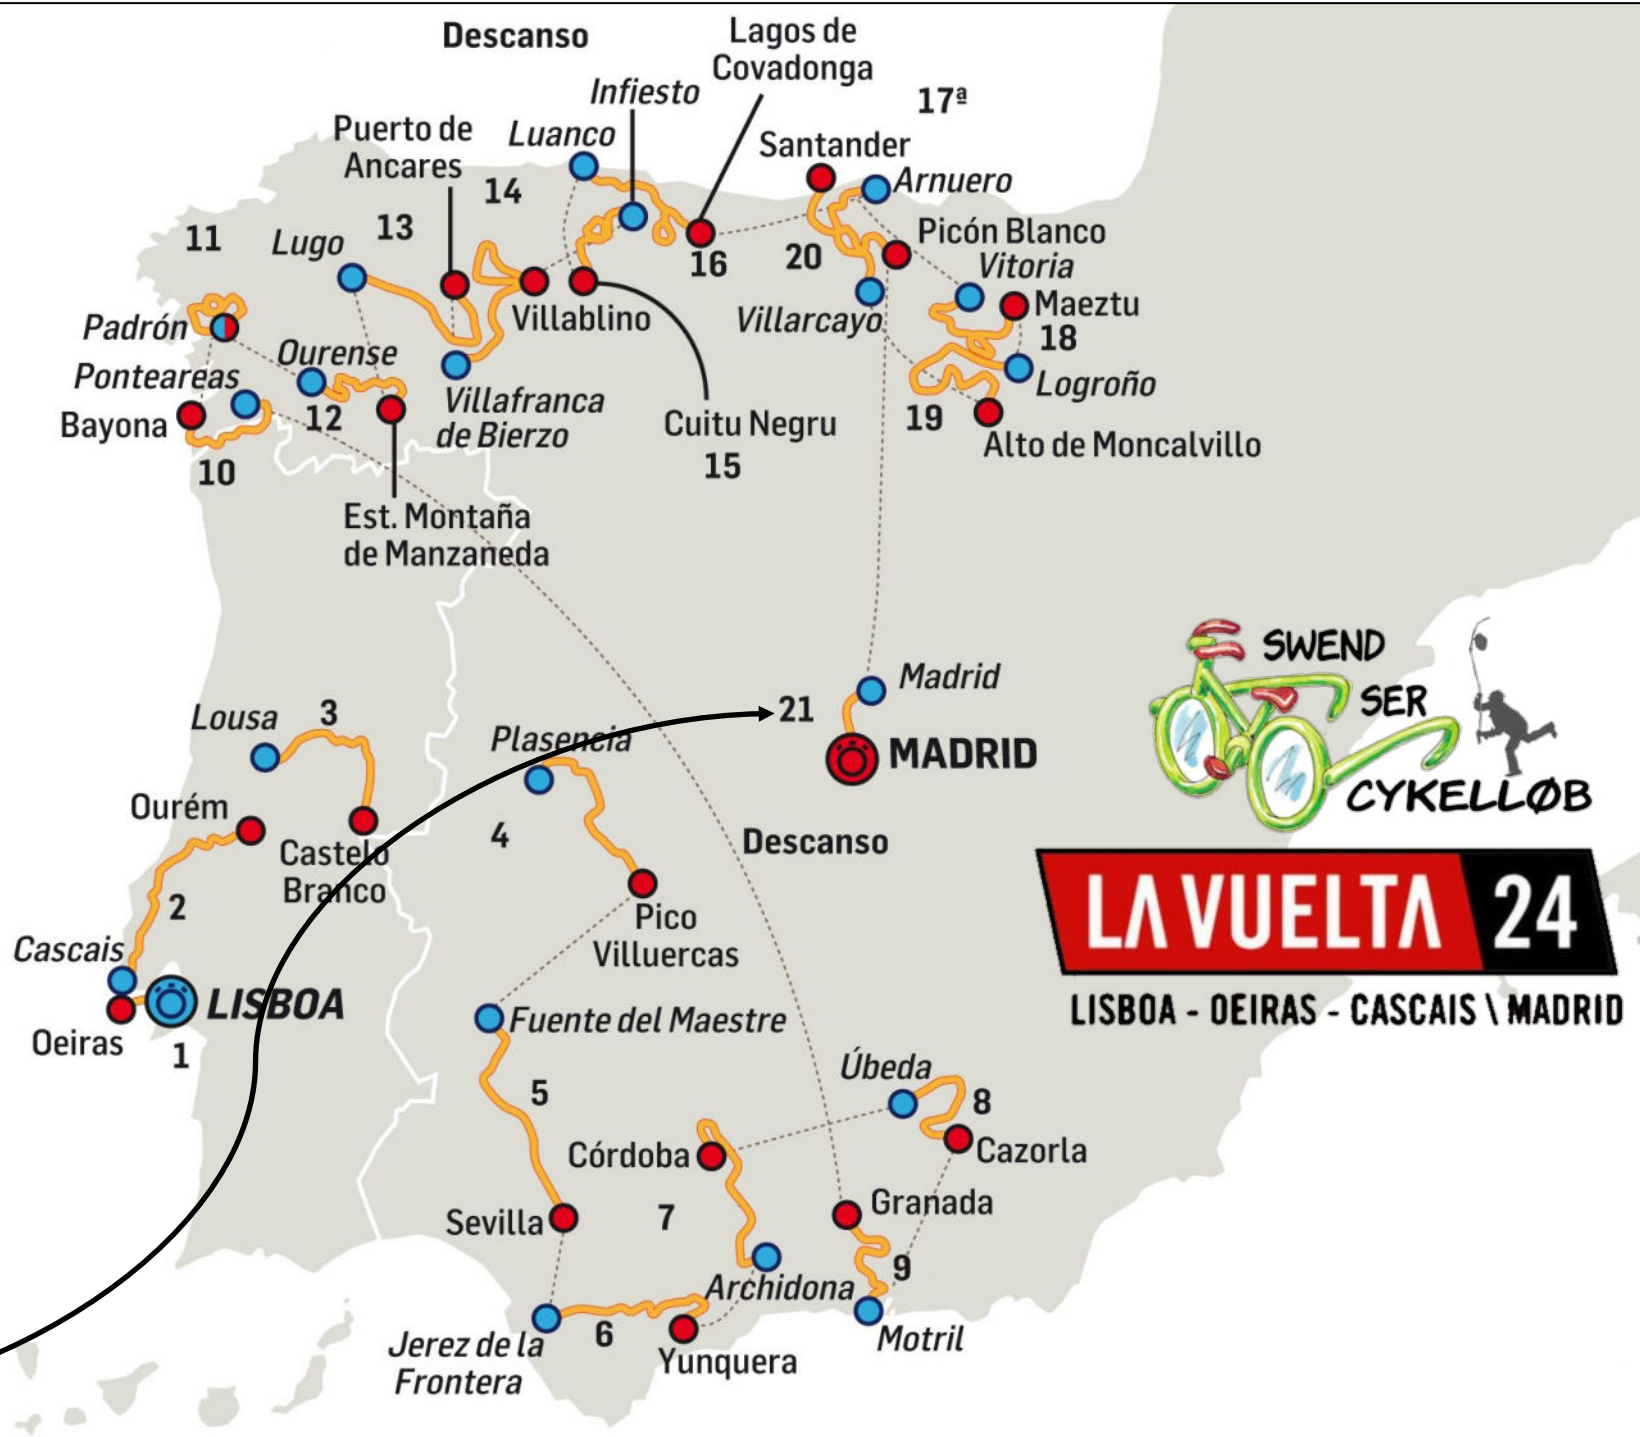 Descanso
Lagos de
Covadonga
Infiesto
17ª
Puerto de
Ancares
Luanco
Santander
Arnuero
14
13
11
Lugo
Picón Blanco
20
16
Vitoria
Villablino
Villarcayo
Maeztu
18
Padrón
Ourense
Ponteareas
Logroño
Bayona
12
Villafranca
de Bierzo
Cuitu Negru
15
19
Alto de Moncalvillo
10
Est. Montaña
de Manzaneda
SWEND
SER
CYKELLØB
Madrid
21
MADRID
Lousa
3
Plasencia
Ourém
4
Descanso
Castelo
Branco
2
Pico
Villuercas
LA VUELTA 24
LISBOA - OEIRAS - CASCAIS \ MADRID
Cascais
LISBOA
Oeiras
1
Fuente del Maestre
5
Úbeda
8
Córdoba
Cazorla
Sevilla
7
Granada
9
Archidona
Jerez de la
Frontera
6
Yunquera
Motril